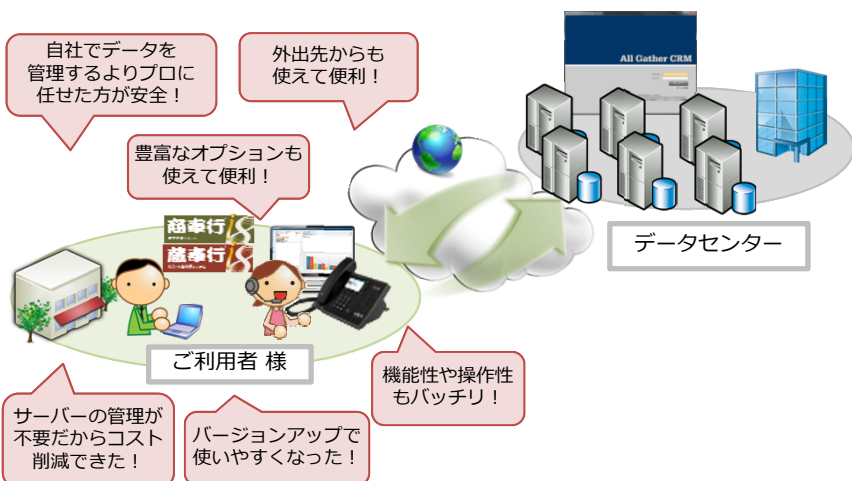 自社でデータを
管理するよりプロに
任せた方が安全！
外出先からも
使えて便利！
All Gather CRM
豊富なオプションも
使えて便利！
商奉行 i8
蔵奉行 i8
データセンター
ご利用者 様
機能性や操作性
もバッチリ！
サーバーの管理が
不要だからコスト
削減できた！
バージョンアップで
使いやすくなった！